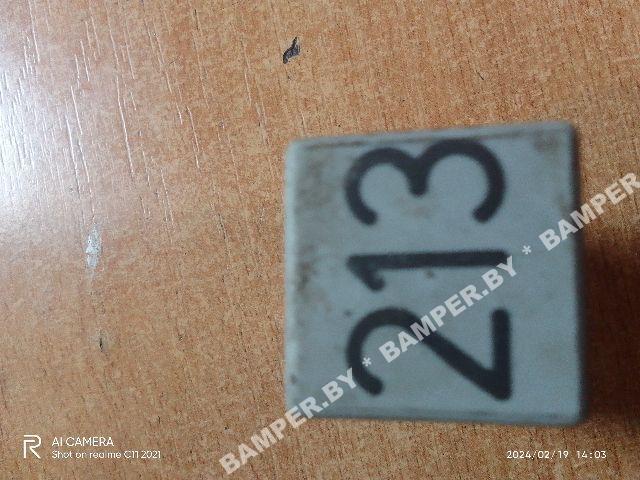 213
BAMPER.BY * BAMPER.BY * BAMPER
AI CAMERA
Shot on realme C11 2021
2024/02/19 14:03